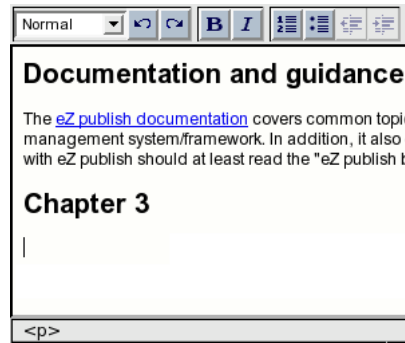 Normal
B I
Documentation and guidance
The eZ publish documentation covers common topi
management system/framework. In addition, it also
with eZ publish should at least read the "eZ publish
Chapter 3
<p>